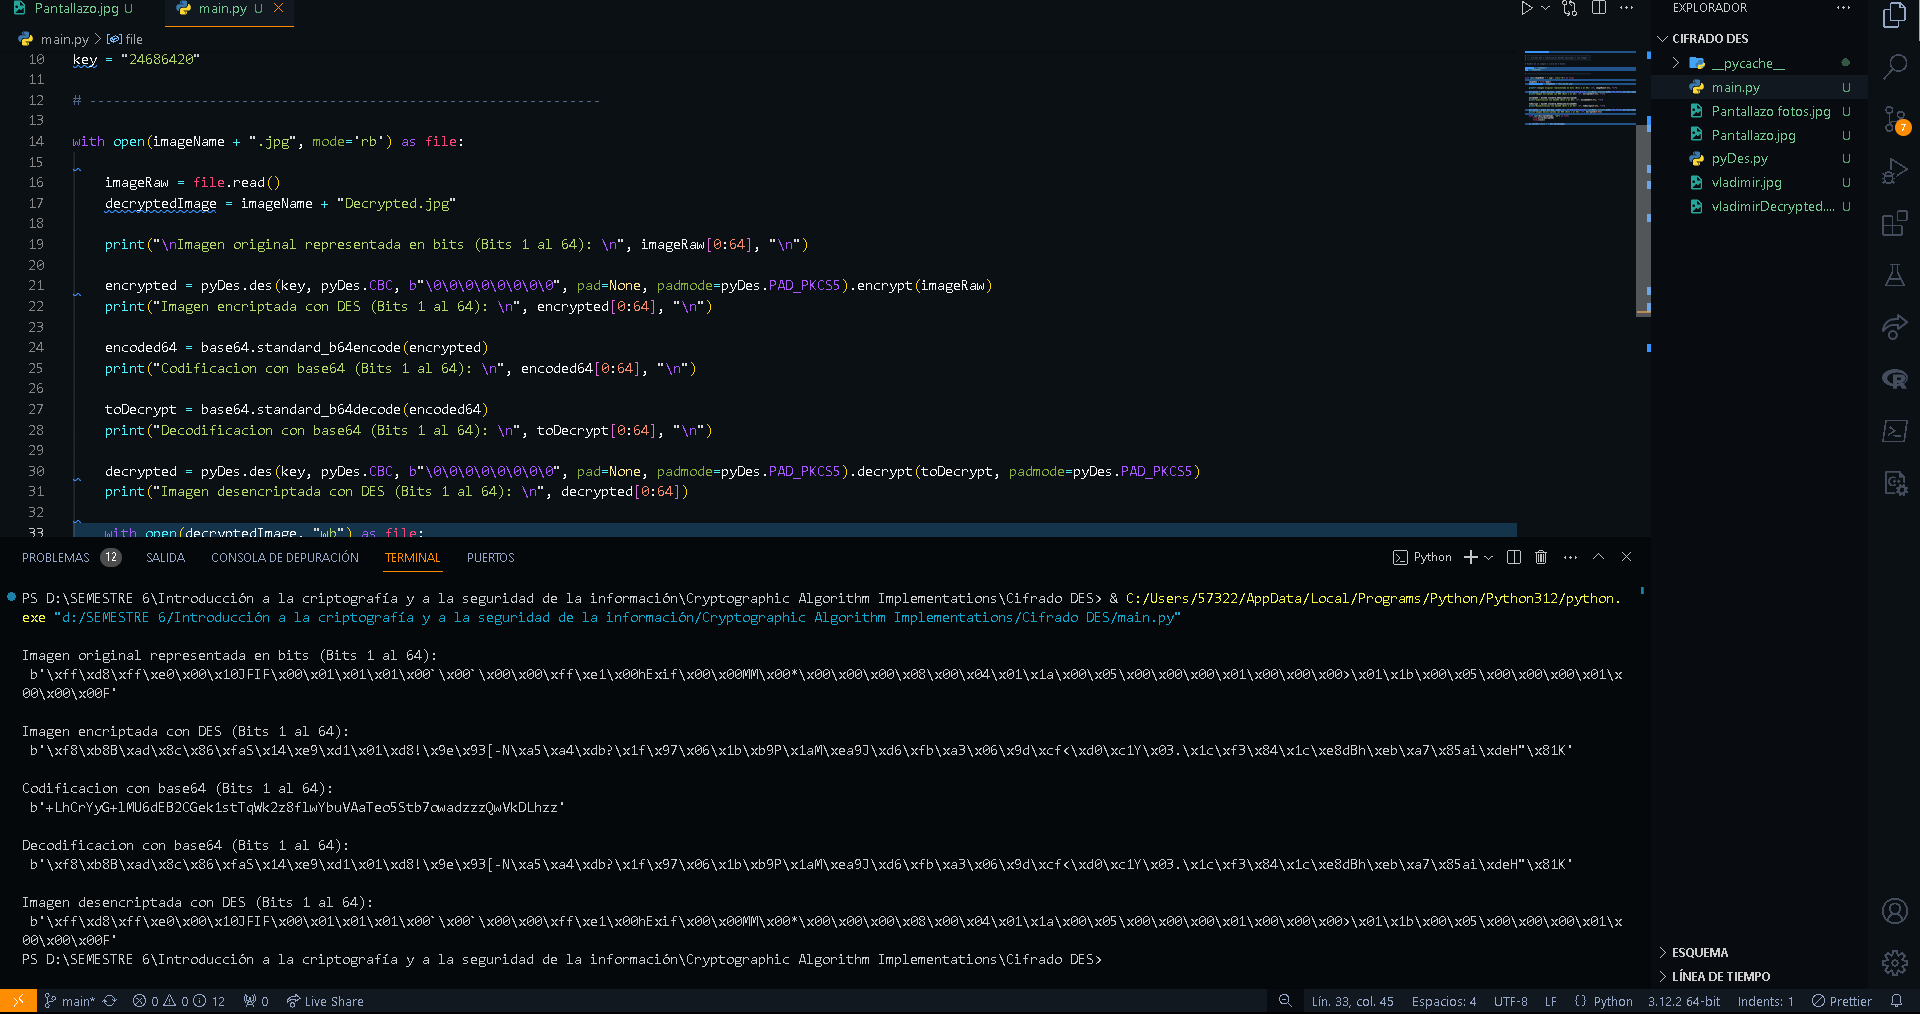 Pantallazo.jpg U
main.py U
EXPLORADOR
main.py > file
CIFRADO DES
10 key = "24686420"
11
12 # ----------------------------------------------------------------
13
14 with open(imageName + ".jpg", mode='rb') as file:
15
16 imageRaw = file.read()
17 decryptedImage = imageName + "Decrypted.jpg"
18
19 print("\nImagen original representada en bits (Bits 1 al 64): \n", imageRaw[0:64], "\n")
20
21 encrypted = pyDes.des(key, pyDes.CBC, b"\0\0\0\0\0\0\0\0", pad=None, padmode=pyDes.PAD_PKCS5).encrypt(imageRaw)
22 print("Imagen encriptada con DES (Bits 1 al 64): \n", encrypted[0:64], "\n")
23
24 encoded64 = base64.standard_b64encode(encrypted)
25 print("Codificacion con base64 (Bits 1 al 64): \n", encoded64[0:64], "\n")
26
27 toDecrypt = base64.standard_b64decode(encoded64)
28 print("Decodificacion con base64 (Bits 1 al 64): \n", toDecrypt[0:64], "\n")
29
30 decrypted = pyDes.des(key, pyDes.CBC, b"\0\0\0\0\0\0\0\0", pad=None, padmode=pyDes.PAD_PKCS5).decrypt(toDecrypt, padmode=pyDes.PAD_PKCS5)
31 print("Imagen desencriptada con DES (Bits 1 al 64): \n", decrypted[0:64])
32
33 with open(decryptedImage, "wb") as file:
__pycache__
main.py U
Pantallazo fotos.jpg U
Pantallazo.jpg U
pyDes.py U
vladimir.jpg U
vladimirDecrypted.... U
7
PROBLEMAS 12 SALIDA CONSOLA DE DEPURACIÓN TERMINAL PUERTOS
Python
PS D:\SEMESTRE 6\Introducción a la criptografía y a la seguridad de la información\Cryptographic Algorithm Implementations\Cifrado DES> & C:/Users/57322/AppData/Local/Programs/Python/Python312/python.
exe "d:/SEMESTRE 6/Introducción a la criptografía y a la seguridad de la información/Cryptographic Algorithm Implementations/Cifrado DES/main.py"
Imagen original representada en bits (Bits 1 al 64):
b'\xff\xd8\xff\xe0\x00\x10JFIF\x00\x01\x01\x01\x00`\x00`\x00\x00\xff\xe1\x00hExif\x00\x00MM\x00*\x00\x00\x00\x08\x00\x04\x01\x1a\x00\x05\x00\x00\x00\x01\x00\x00\x00>\x01\x1b\x00\x05\x00\x00\x00\x01\x
00\x00\x00F'
Imagen encriptada con DES (Bits 1 al 64):
b'\xf8\xb8B\xad\x8c\x86\xfaS\x14\xe9\xd1\x01\xd8!\x9e\x93[-N\xa5\xa4\xdb?\x1f\x97\x06\x1b\xb9P\x1aM\xea9J\xd6\xfb\xa3\x06\x9d\xcf<\xd0\xc1Y\x03.\x1c\xf3\x84\x1c\xe8dBh\xeb\xa7\x85ai\xdeH"\x81K'
Codificacion con base64 (Bits 1 al 64):
b'+LhCrYyG+lMU6dEB2CGek1stTqWk2z8flwYbuVAaTeo5Stb7owadzzzQwVkDLhzz'
Decodificacion con base64 (Bits 1 al 64):
b'\xf8\xb8B\xad\x8c\x86\xfaS\x14\xe9\xd1\x01\xd8!\x9e\x93[-N\xa5\xa4\xdb?\x1f\x97\x06\x1b\xb9P\x1aM\xea9J\xd6\xfb\xa3\x06\x9d\xcf<\xd0\xc1Y\x03.\x1c\xf3\x84\x1c\xe8dBh\xeb\xa7\x85ai\xdeH"\x81K'
Imagen desencriptada con DES (Bits 1 al 64):
b'\xff\xd8\xff\xe0\x00\x10JFIF\x00\x01\x01\x01\x00`\x00`\x00\x00\xff\xe1\x00hExif\x00\x00MM\x00*\x00\x00\x00\x08\x00\x04\x01\x1a\x00\x05\x00\x00\x00\x01\x00\x00\x00>\x01\x1b\x00\x05\x00\x00\x00\x01\x
00\x00\x00F'
PS D:\SEMESTRE 6\Introducción a la criptografía y a la seguridad de la información\Cryptographic Algorithm Implementations\Cifrado DES>
ESQUEMA
LÍNEA DE TIEMPO
main* 0 0 12 0 Live Share Lín. 33, col. 45 Espacios: 4 UTF-8 LF {} Python 3.12.2 64-bit Indents: 1 Prettier